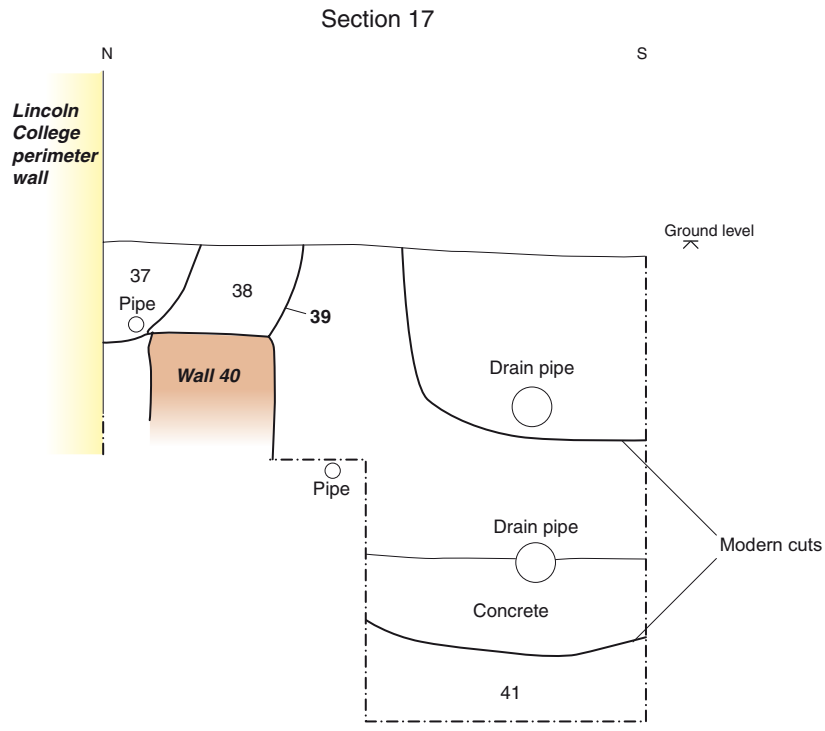 Section 17
N
S
Lincoln
College
perimeter
wall
Ground level
37
Pipe
38
39
Wall 40
Drain pipe
Pipe
Drain pipe
Modern cuts
Concrete
41